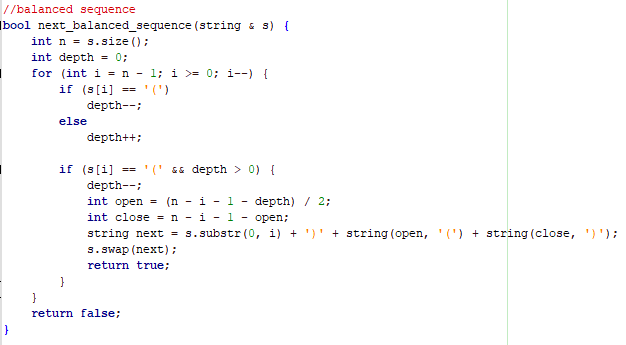 //balanced sequence
bool next_balanced_sequence(string & s) {
    int n = s.size();
    int depth = 0;
    for (int i = n - 1; i >= 0; i--) {
        if (s[i] == '(')
            depth--;
        else
            depth++;

        if (s[i] == '(' && depth > 0) {
            depth--;
            int open = (n - i - 1 - depth) / 2;
            int close = n - i - 1 - open;
            string next = s.substr(0, i) + ')' + string(open, '(') + string(close, ')');
            s.swap(next);
            return true;
        }
    }
    return false;
}